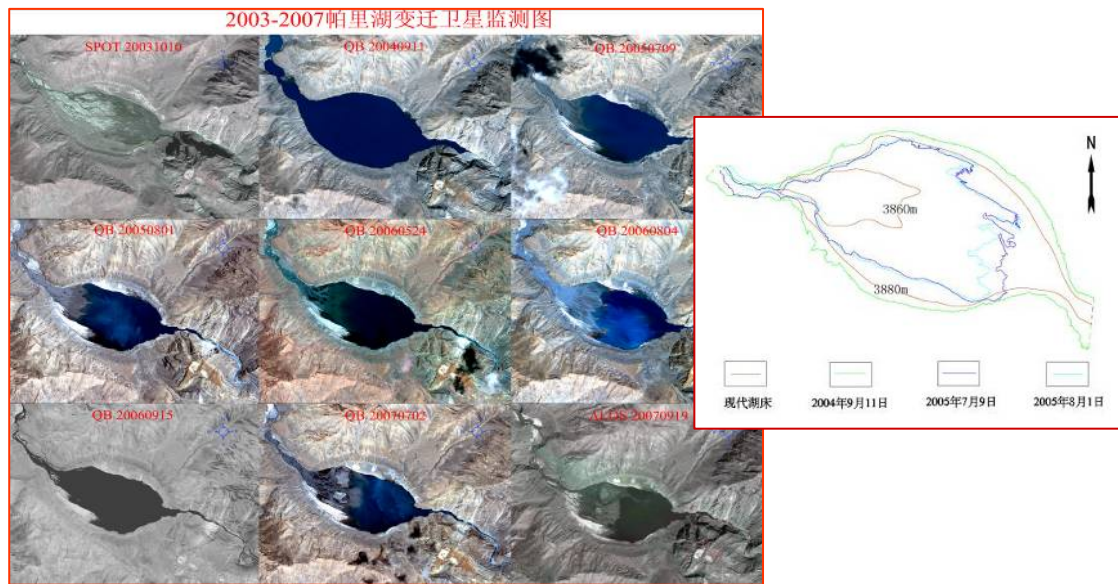 2003-2007帕里湖变迁卫星监测图
SPOT 20031010
QB 20040911
QB 20050709
QB 20050801
QB 20060524
QB 20060804
QB 20060915
QB 20070702
ALOS 20070919
N
3860m
3880m
现代湖床
2004年9月11日
2005年7月9日
2005年8月1日